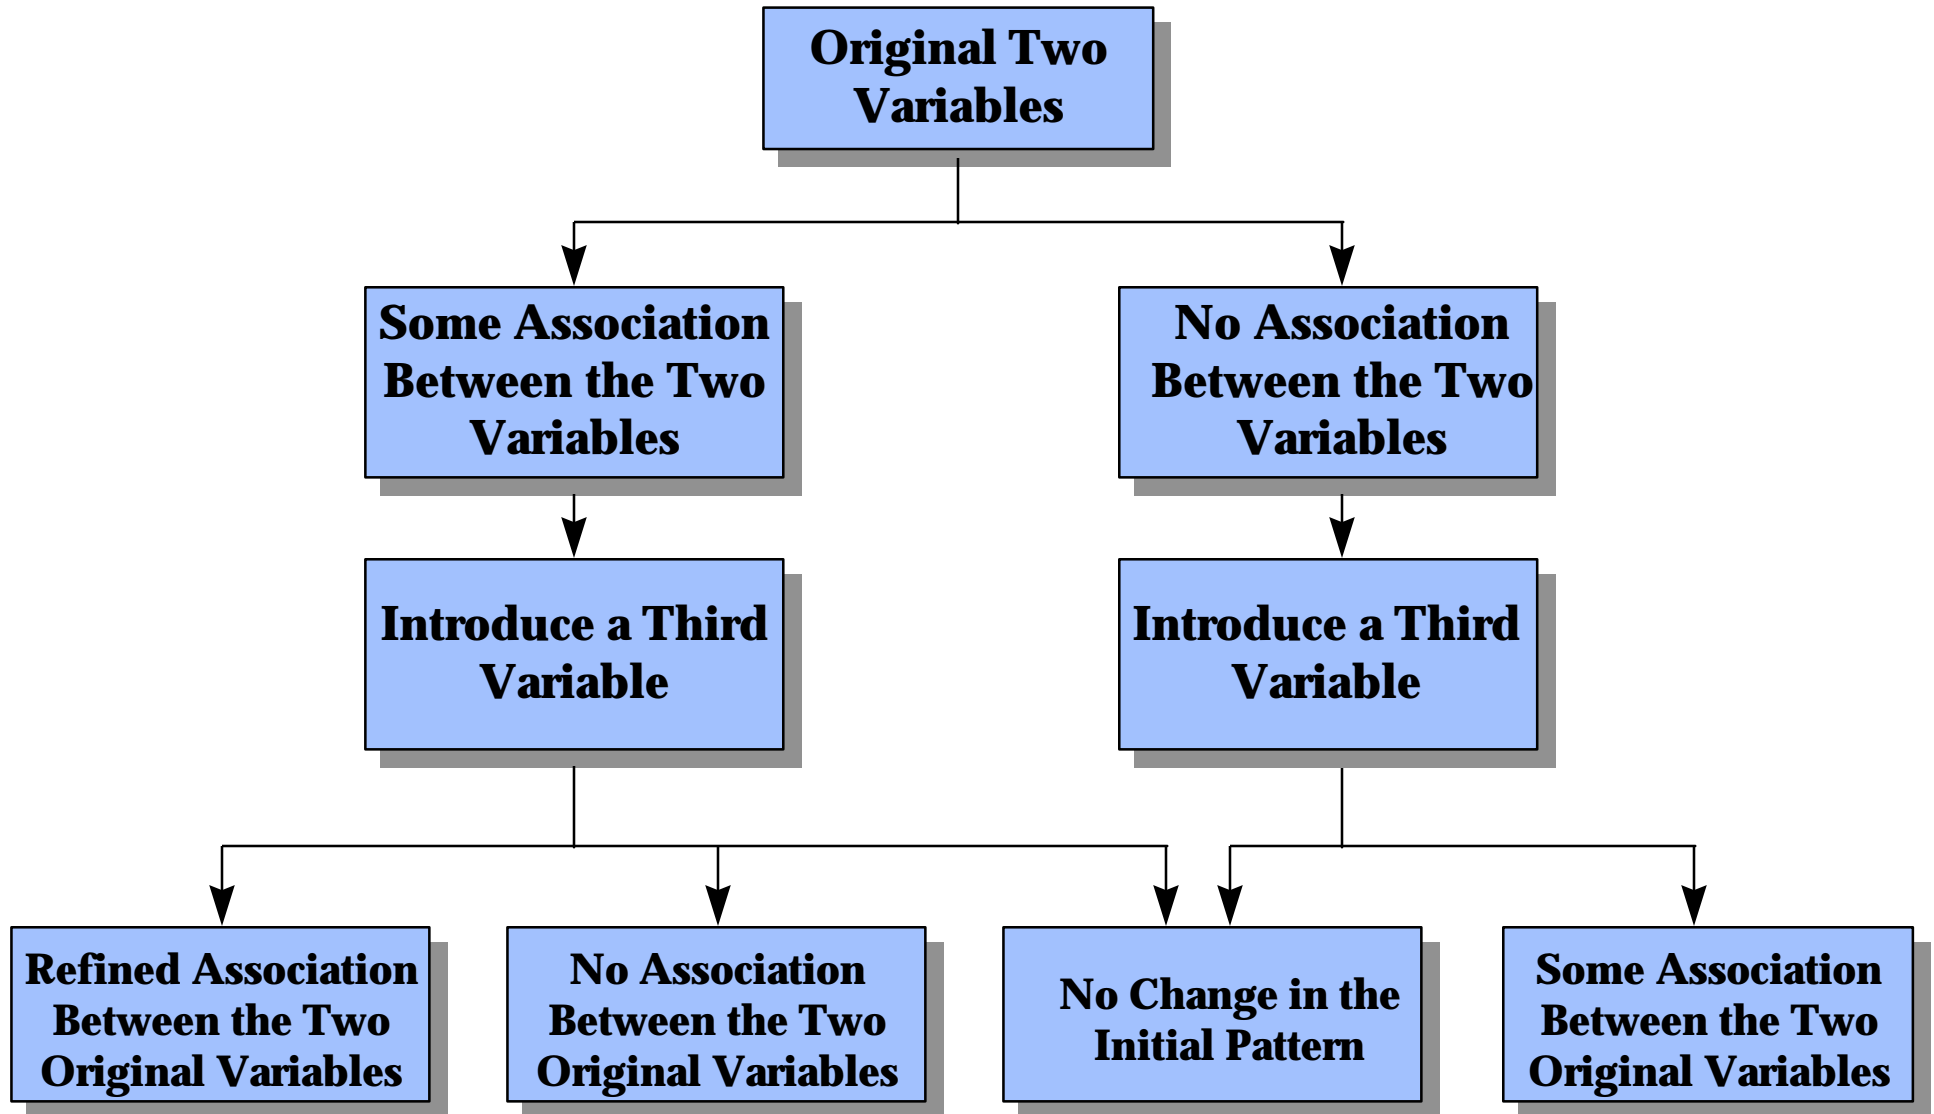 Original Two
Variables
Some Association
Between the Two
Variables
No Association
Between the Two
Variables
Introduce a Third
Variable
Introduce a Third
Variable
Refined Association
Between the Two
Original Variables
No Association
Between the Two
Original Variables
No Change in the
Initial Pattern
Some Association
Between the Two
Original Variables